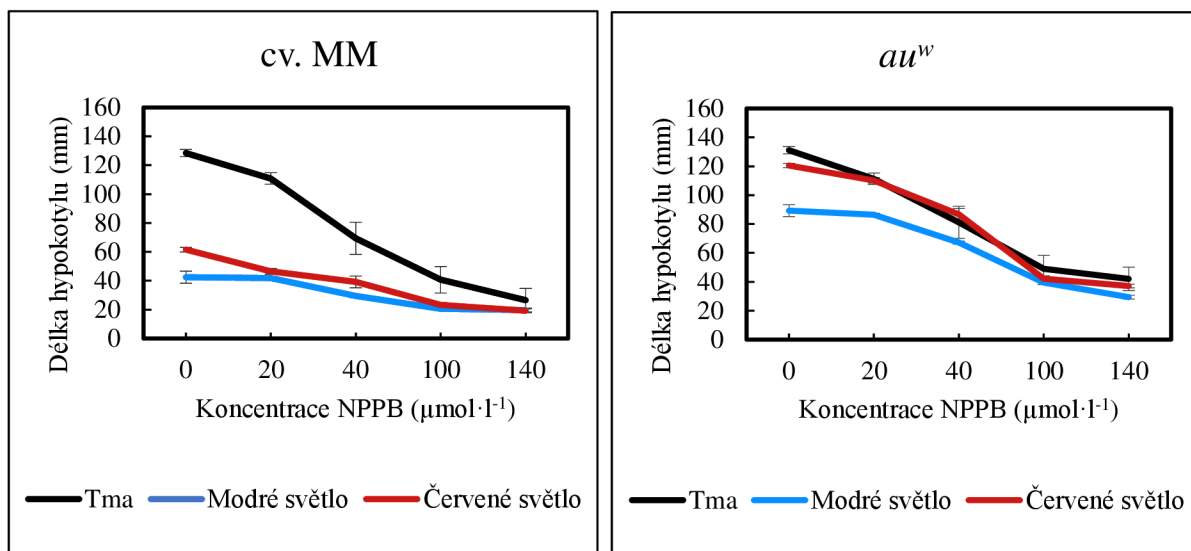 cv. MM
Délka hypokotylu (mm)
160
140
120
100
80
60
40
20
0
0 20 40 100 140
Koncentrace NPPB (µmol·l⁻¹)
Tma Modré světlo Červené světlo
au^w
Délka hypokotylu (mm)
160
140
120
100
80
60
40
20
0
0 20 40 100 140
Koncentrace NPPB (µmol·l⁻¹)
Tma Modré světlo Červené světlo